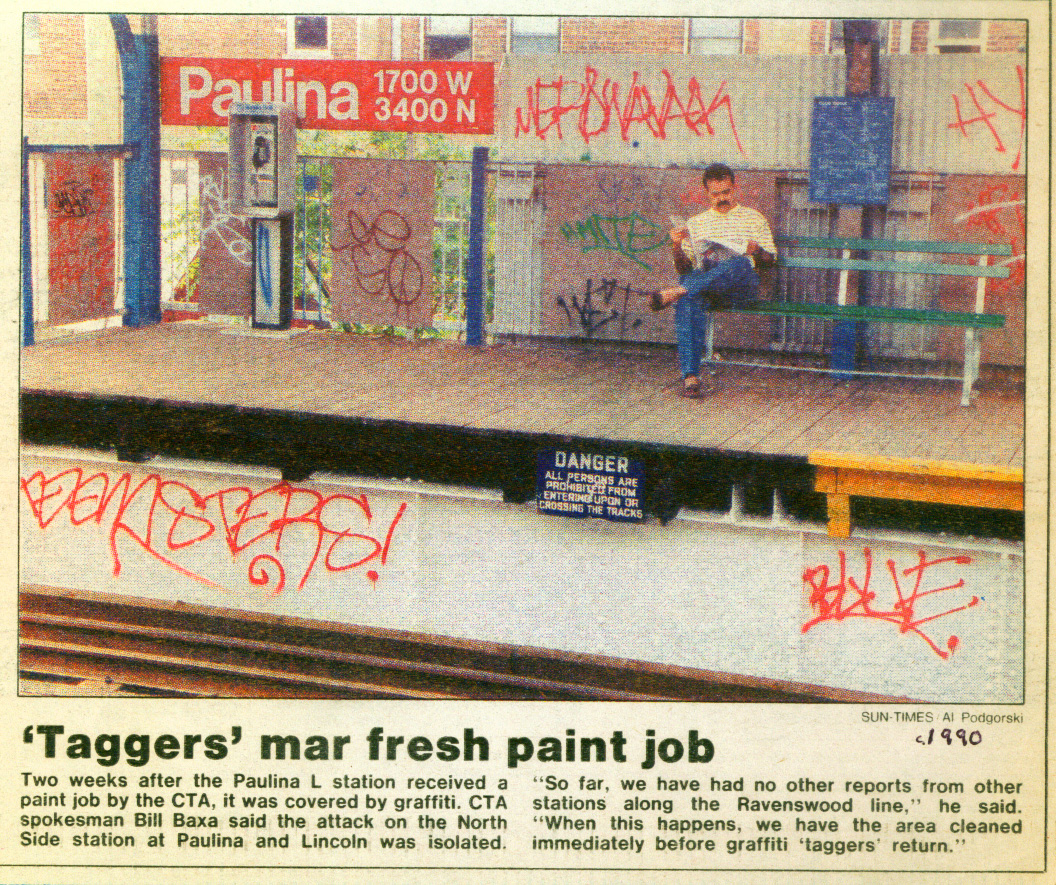 Paulina
1700 W
3400 N
DANGER
ALL PERSONS ARE
PROHIBITED FROM
ENTERING UPON OR
CROSSING THE TRACKS
BLUE.
SUN-TIMES/Al Podgorski
c.1990
‘Taggers’ mar fresh paint job
Two weeks after the Paulina L station received a
paint job by the CTA, it was covered by graffiti. CTA
spokesman Bill Baxa said the attack on the North
Side station at Paulina and Lincoln was isolated.
“So far, we have had no other reports from other
stations along the Ravenswood line,” he said.
“When this happens, we have the area cleaned
immediately before graffiti ‘taggers’ return.”